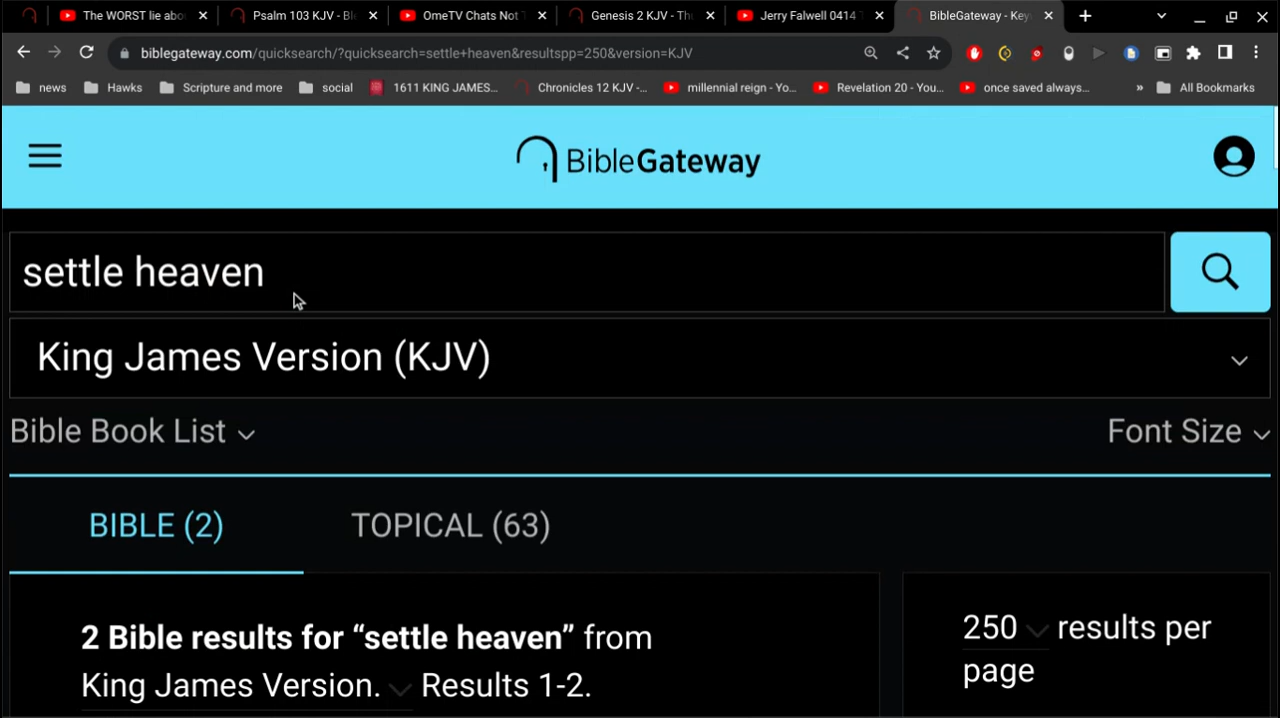 The WORST lie abo
Psalm 103 KJV - Ble
OmeTV Chats Not
Genesis 2 KJV - Th
Jerry Falwell 0414
BibleGateway - Key
biblegateway.com/quicksearch/?quicksearch=settle+heaven&resultspp=250&version=KJV
news Hawks Scripture and more social 1611 KING JAMES... Chronicles 12 KJV -... millennial reign - Yo... Revelation 20 - You... once saved always... » All Bookmarks
BibleGateway
settle heaven
King James Version (KJV)
Bible Book List Font Size
BIBLE (2) TOPICAL (63)
2 Bible results for “settle heaven” from
King James Version. Results 1-2.
250 results per
page